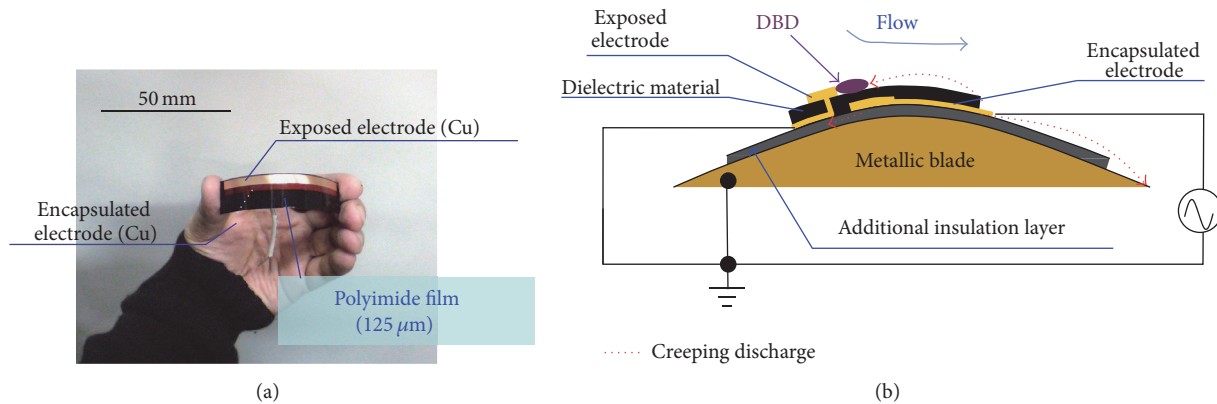 50 mm
Exposed electrode (Cu)
Encapsulated
electrode (Cu)
Polyimide film
(125 μm)
(a)
Exposed
electrode
DBD
Flow
Encapsulated
electrode
Dielectric material
Metallic blade
Additional insulation layer
Creeping discharge
(b)